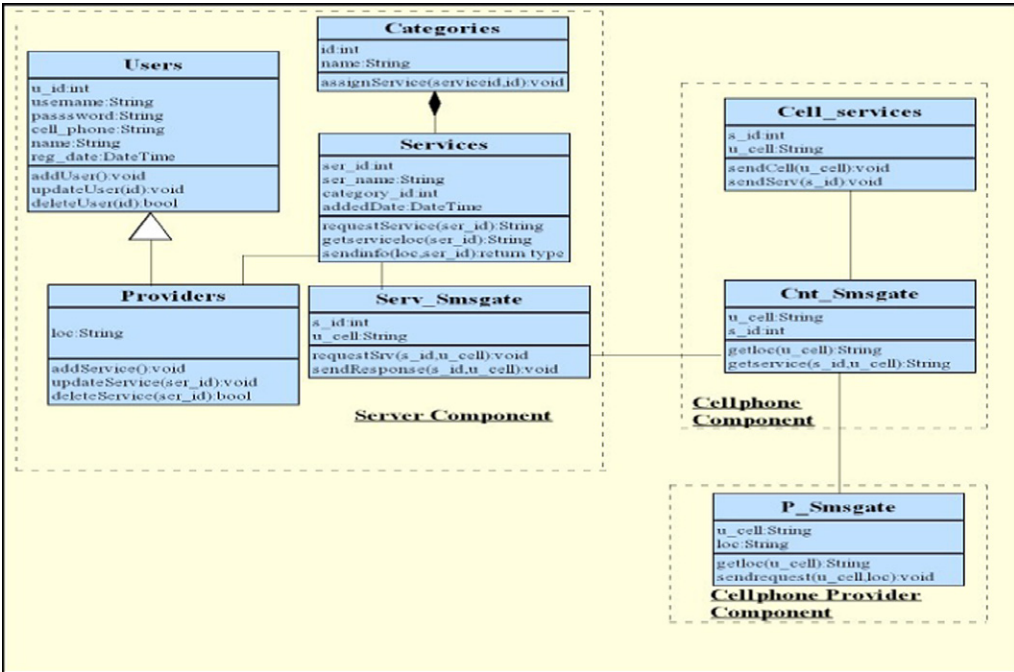 Categories
id:int
name:String
assignService(serviceid,id):void
Users
u_id:int
username:String
passsword:String
cell_phone:String
name:String
reg_date:DateTime
addUser():void
updateUser(id):void
deleteUser(id):bool
Services
ser_id:int
ser_name:String
category_id:int
addedDate:DateTime
requestService(ser_id):String
getserviceloc(ser_id):String
sendinfo(loc,ser_id):return type
Providers
loc:String
addService():void
updateService(ser_id):void
deleteService(ser_id):bool
Serv_Smsgate
s_id:int
u_cell:String
requestSrv(s_id,u_cell):void
sendResponse(s_id,u_cell):void
Server Component
Cell_services
s_id:int
u_cell:String
sendCell(u_cell):void
sendServ(s_id):void
Cnt_Smsgate
u_cell:String
s_id:int
getloc(u_cell):String
getservice(s_id,u_cell):String
Cellphone
Component
P_Smsgate
u_cell:String
loc:String
getloc(u_cell):String
sendrequest(u_cell,loc):void
Cellphone Provider
Component